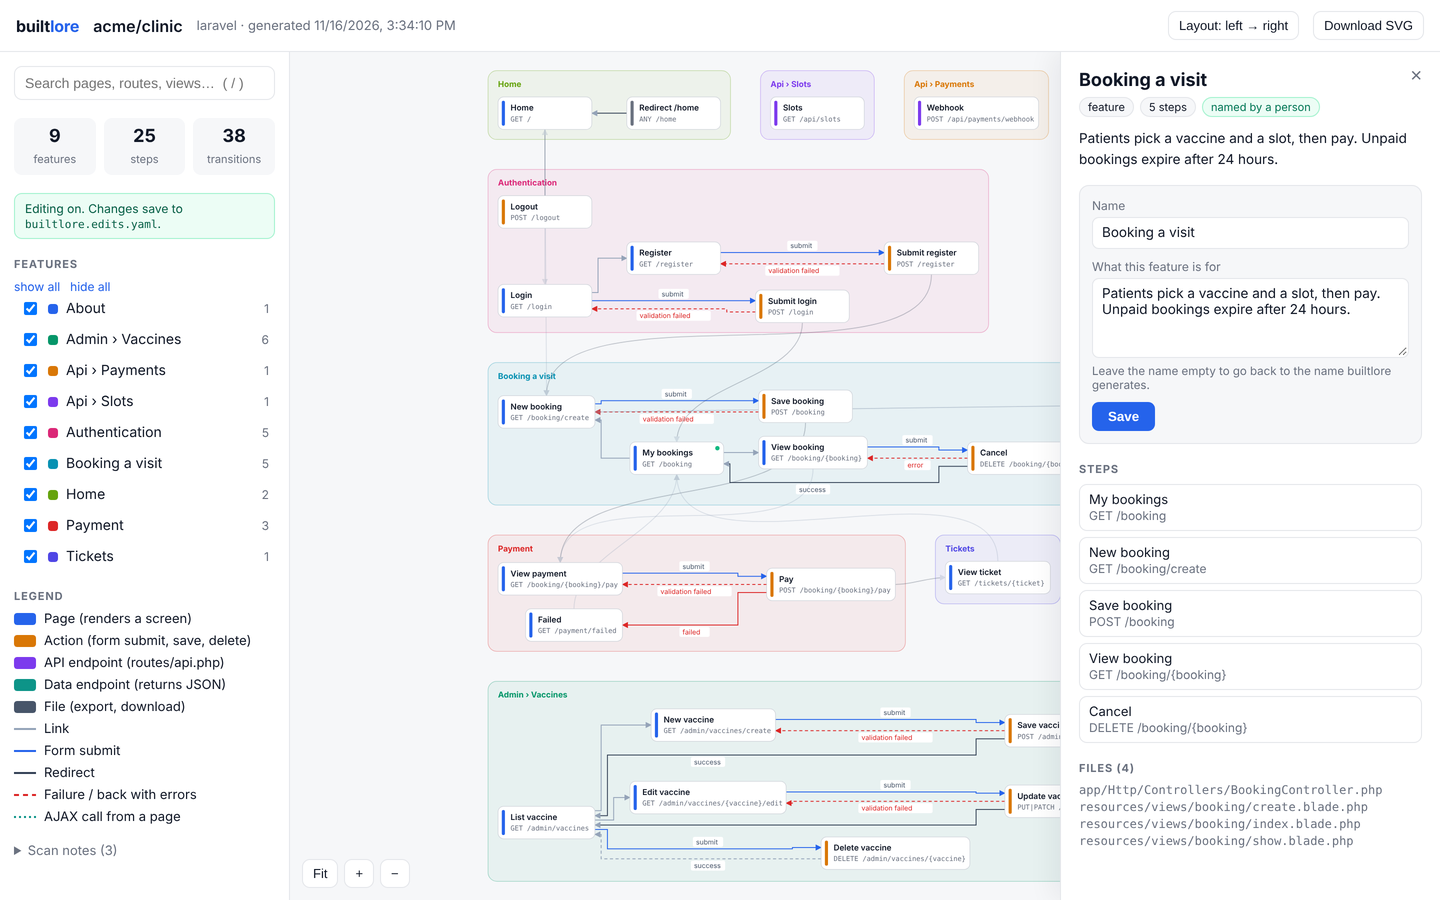 builtlore acme/clinic laravel · generated 11/16/2026, 3:34:10 PM
Layout: left → right
Download SVG
Search pages, routes, views… ( / )
9
features
25
steps
38
transitions
Editing on. Changes save to
builtlore.edits.yaml.
FEATURES
show all hide all
About 1
Admin › Vaccines 6
Api › Payments 1
Api › Slots 1
Authentication 5
Booking a visit 5
Home 2
Payment 3
Tickets 1
LEGEND
Page (renders a screen)
Action (form submit, save, delete)
API endpoint (routes/api.php)
Data endpoint (returns JSON)
File (export, download)
Link
Form submit
Redirect
Failure / back with errors
AJAX call from a page
Scan notes (3)
Home
Home
GET /
Redirect /home
ANY /home
Api › Slots
Slots
GET /api/slots
Api › Payments
Webhook
POST /api/payments/webhook
Authentication
Logout
POST /logout
Register
GET /register
submit
validation failed
Submit register
POST /register
Login
GET /login
submit
validation failed
Submit login
POST /login
Booking a visit
New booking
GET /booking/create
submit
validation failed
Save booking
POST /booking
My bookings
GET /booking
View booking
GET /booking/{booking}
submit
error
success
Cancel
DELETE /booking/{boo
Payment
View payment
GET /booking/{booking}/pay
submit
validation failed
Pay
POST /booking/{booking}/pay
Failed
GET /payment/failed
failed
Tickets
View ticket
GET /tickets/{ticket}
Admin › Vaccines
New vaccine
GET /admin/vaccines/create
submit
validation failed
success
Save vacci
POST /admin
Edit vaccine
GET /admin/vaccines/{vaccine}/edit
submit
validation failed
Update vac
PUT|PATCH
List vaccine
GET /admin/vaccines
submit
success
Delete vaccine
DELETE /admin/vaccines/{vaccine}
Fit
+
−
Booking a visit
×
feature
5 steps
named by a person
Patients pick a vaccine and a slot, then pay. Unpaid
bookings expire after 24 hours.
Name
Booking a visit
What this feature is for
Patients pick a vaccine and a slot, then pay.
Unpaid bookings expire after 24 hours.
Leave the name empty to go back to the name builtlore
generates.
Save
STEPS
My bookings
GET /booking
New booking
GET /booking/create
Save booking
POST /booking
View booking
GET /booking/{booking}
Cancel
DELETE /booking/{booking}
FILES (4)
app/Http/Controllers/BookingController.php
resources/views/booking/create.blade.php
resources/views/booking/index.blade.php
resources/views/booking/show.blade.php